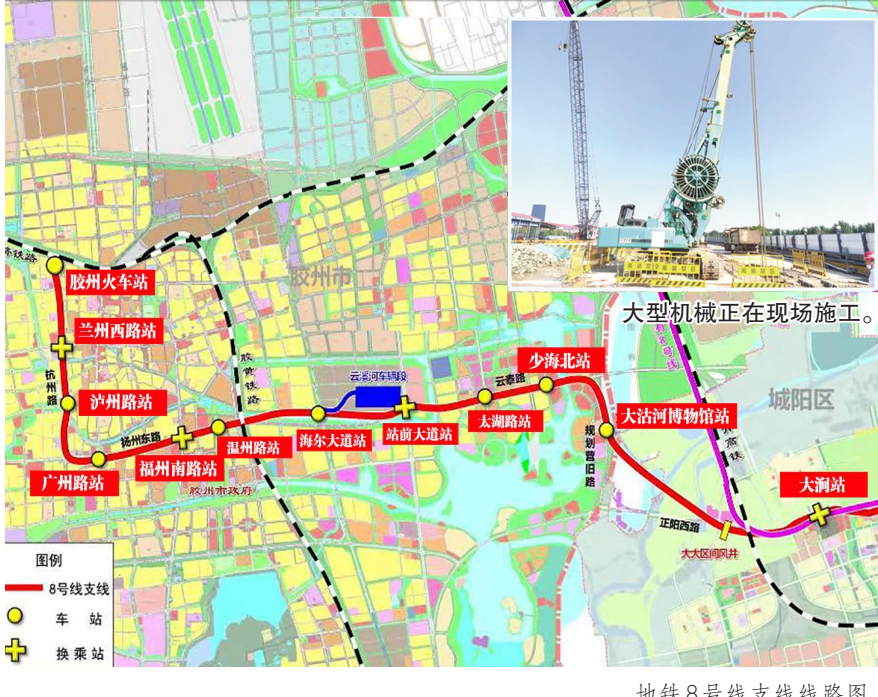 大型机械正在现场施工。
胶州市
胶州火车站
兰州西路站
杭州路
泸州路站
广州路站
扬州东路
福州南路站
胶州市政府
温州路站
胶黄铁路
海尔大道站
云溪河车辆段
站前大道站
云泰路
太湖路站
少海北站
大沽河博物馆站
规划营旧路
正阳西路
大大区间风井
8号线
城阳区
大涧站
图例
8号线支线
车 站
换乘站
地铁8号线支线线路图